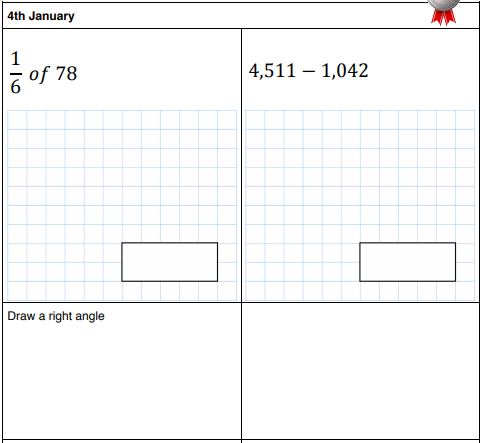 4th January
1/6 of 78
4,511 – 1,042
Draw a right angle